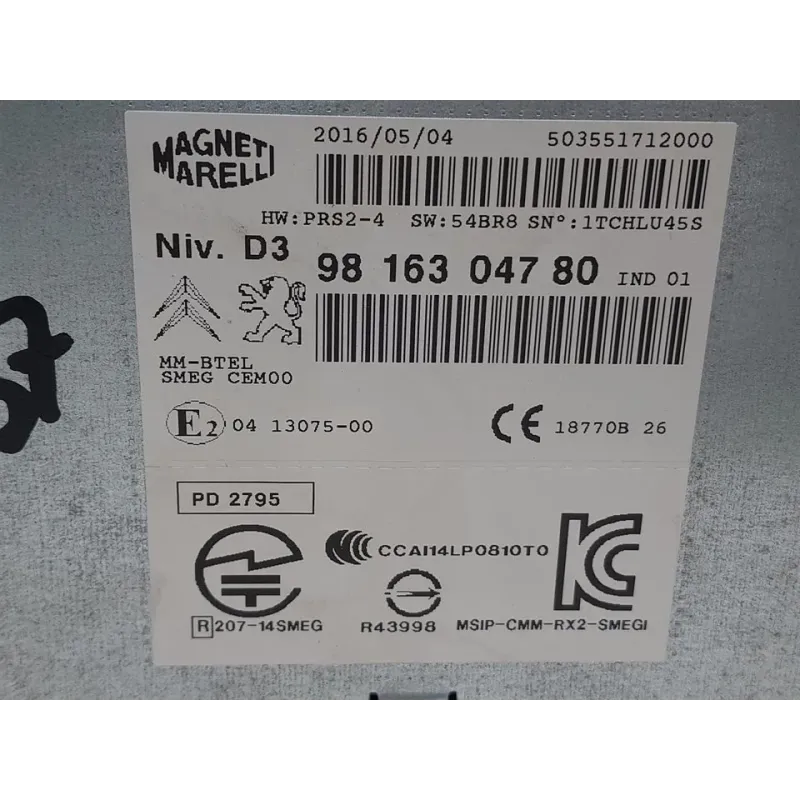 MAGNETI MARELLI
2016/05/04 503551712000
HW:PRS2-4 SW:54BR8 SN°:1TCHLU45S
Niv. D3 98 163 047 80 IND 01
MM-BTEL
SMEG CEM00
E2 04 13075-00 CE 18770B 26
PD 2795
CCAI14LP0810T0
R 207-14SMEG R43998 MSIP-CMM-RX2-SMEGI